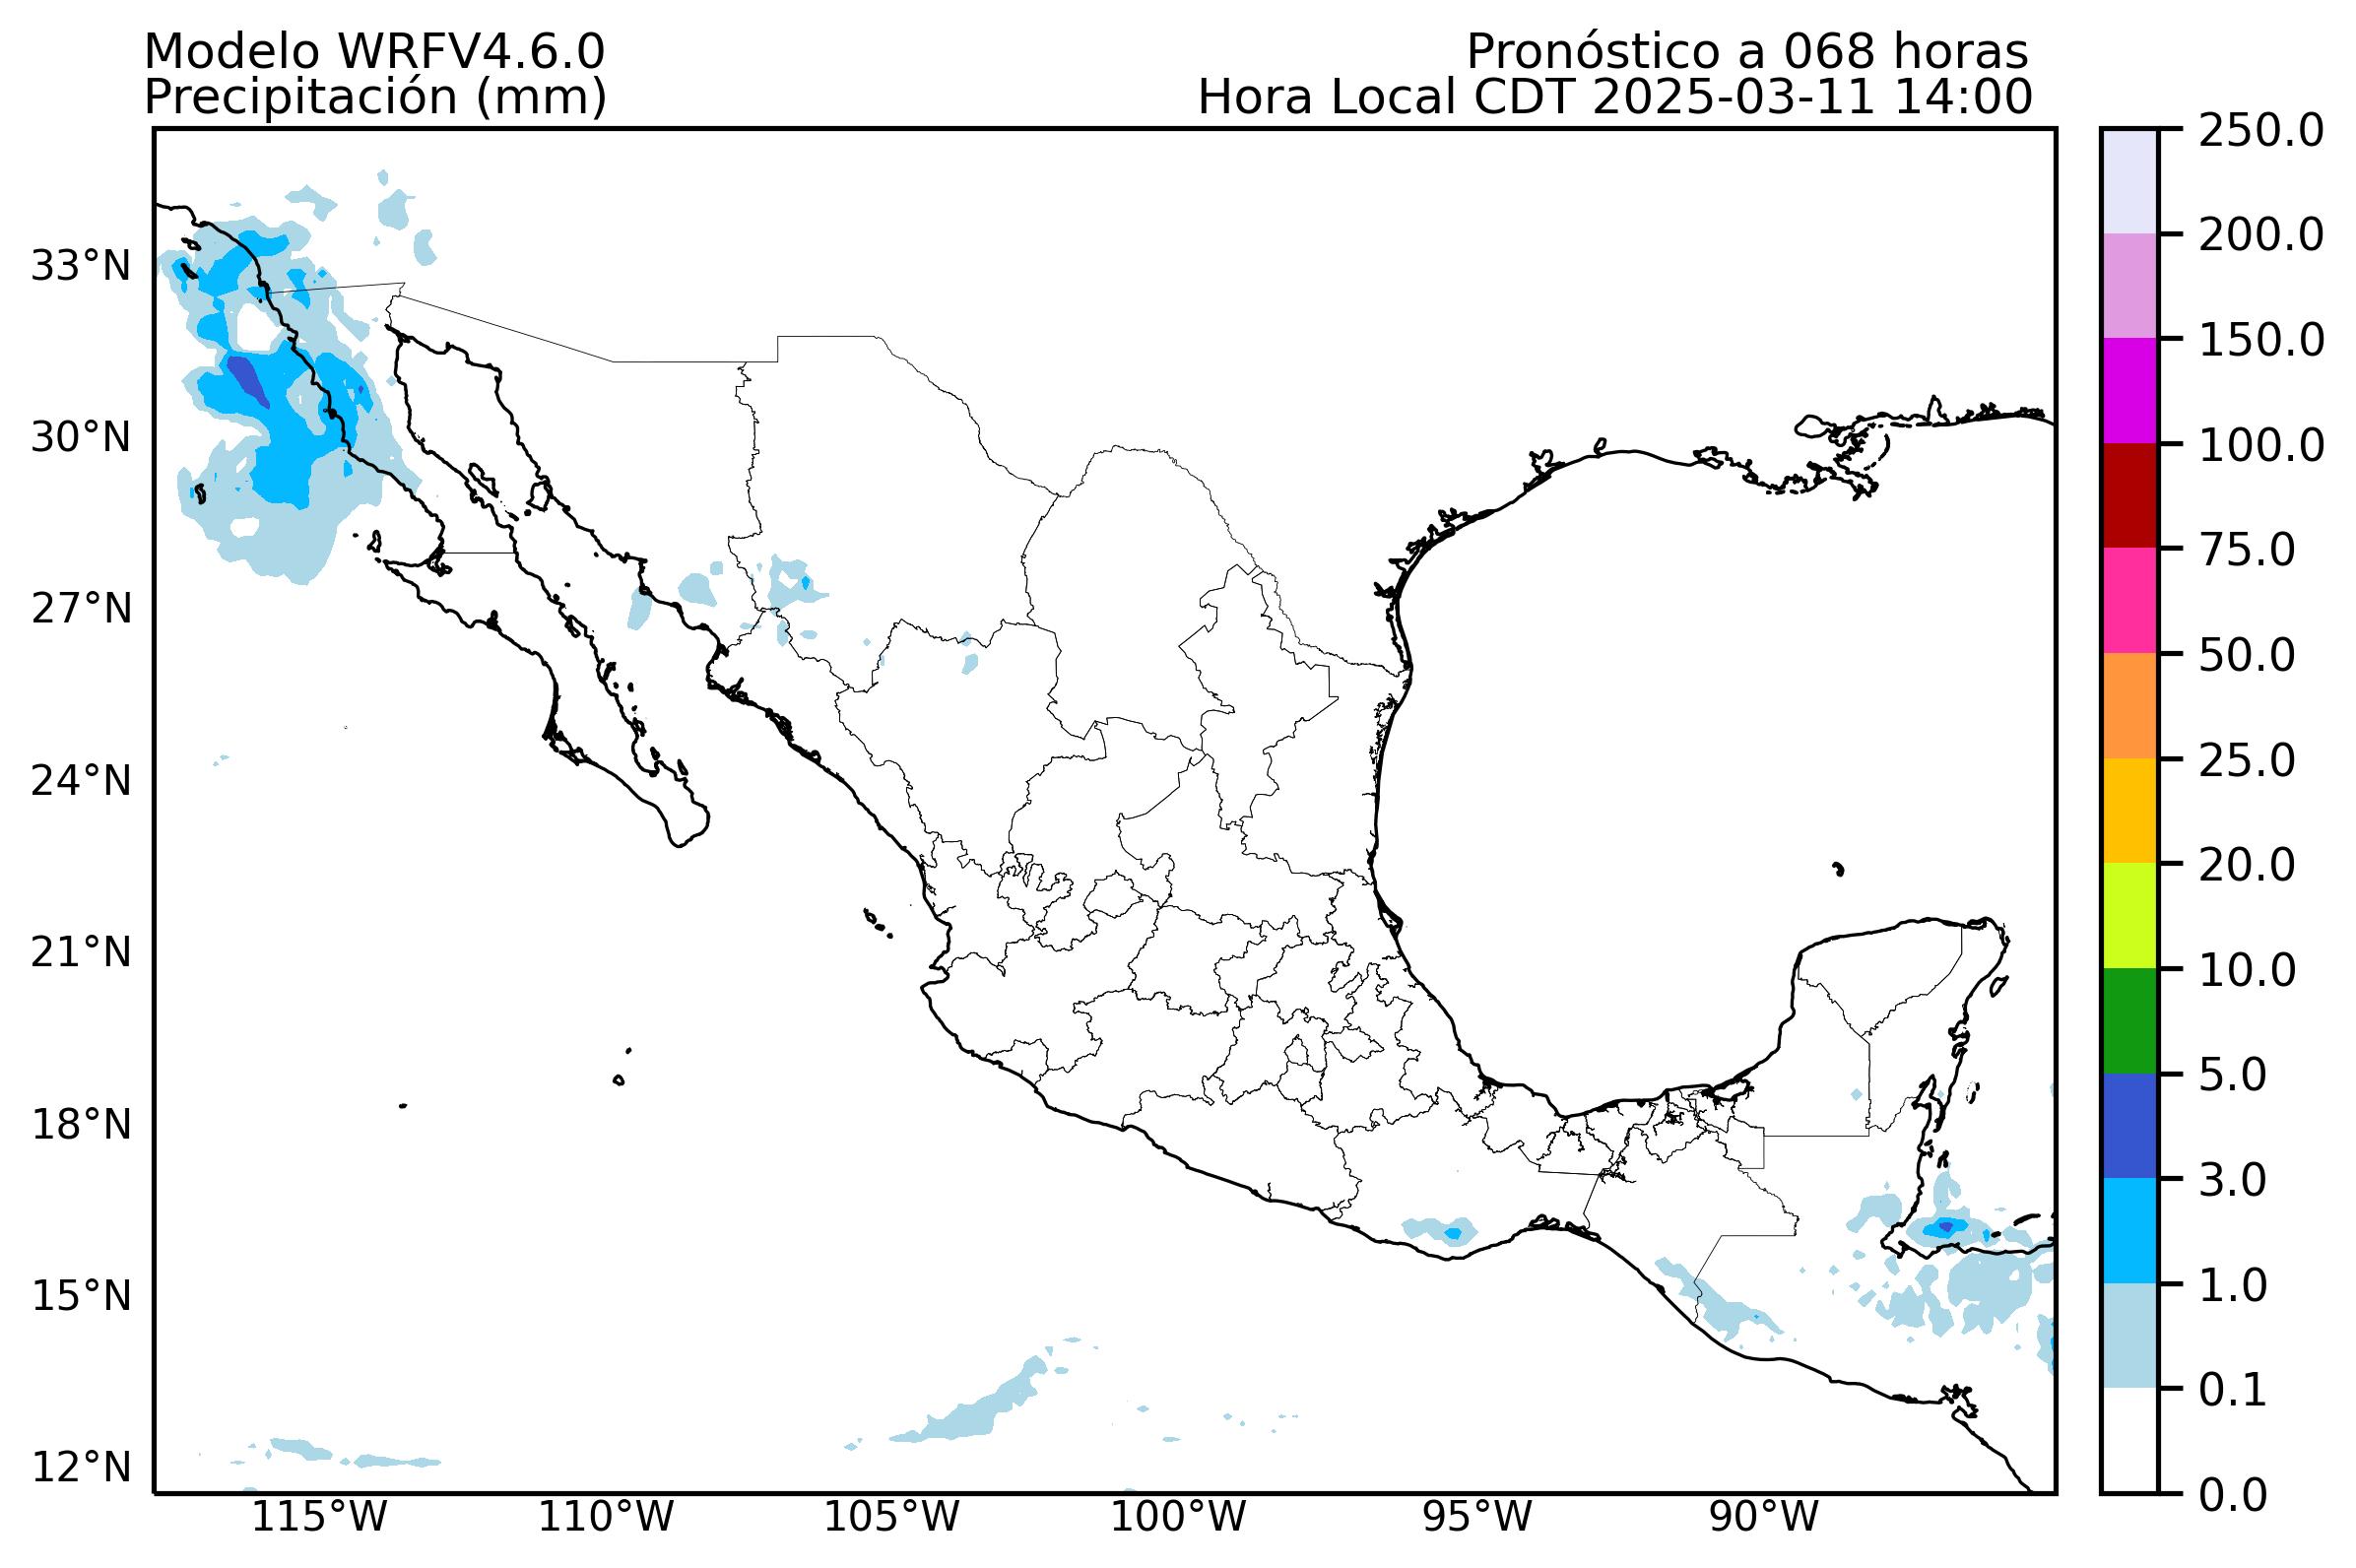 Modelo WRFV4.6.0
Pronóstico a 068 horas
Precipitación (mm)
Hora Local CDT 2025-03-11 14:00
250.0
200.0
150.0
100.0
75.0
50.0
25.0
20.0
10.0
5.0
3.0
1.0
0.1
0.0
33°N
30°N
27°N
24°N
21°N
18°N
15°N
12°N
115°W
110°W
105°W
100°W
95°W
90°W